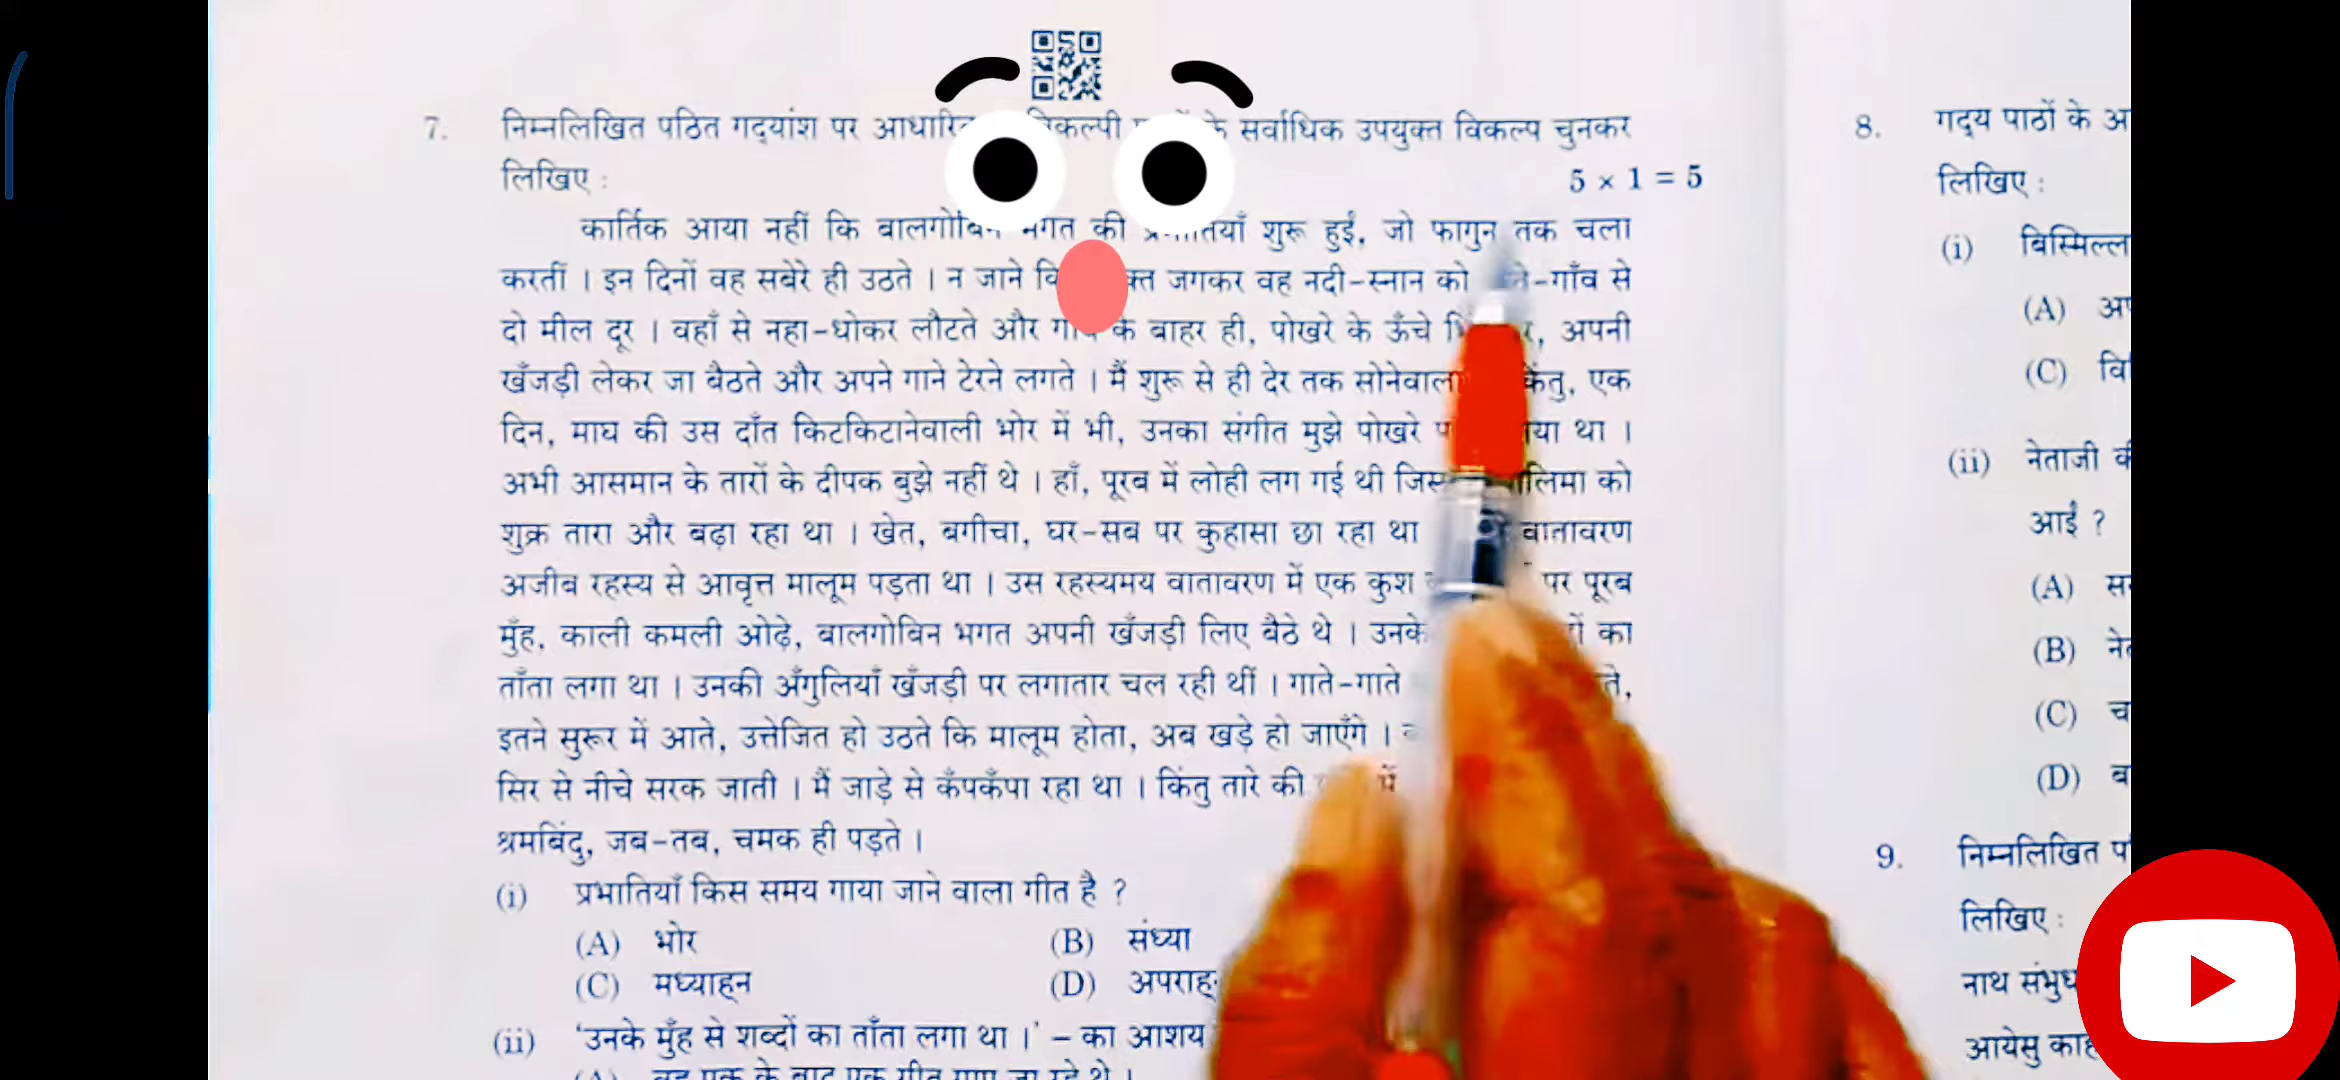 7. निम्नलिखित पठित गद्यांश पर सर्वाधिक उपयुक्त विकल्प चुनकर
लिखिए :
5 × 1 = 5
कार्तिक आया नहीं कि बालगोबिन भगत की शुरू हुईं, जो फागुन तक चला
करतीं । इन दिनों वह सबेरे ही उठते । न जाने जगकर वह नदी-स्नान को -गाँव से
दो मील दूर । वहाँ से नहा-धोकर लौटते और के बाहर ही, पोखरे के ऊँचे अपनी
खँजड़ी लेकर जा बैठते और अपने गाने टेरने लगते । मैं शुरू से ही देर तक एक
दिन, माघ की उस दाँत किटकिटानेवाली भोर में भी, उनका संगीत मुझे पोखरे था ।
अभी आसमान के तारों के दीपक बुझे नहीं थे । हाँ, पूरब में लोही लग गई थी को
शुक्र तारा और बढ़ा रहा था । खेत, बगीचा, घर-सब पर कुहासा छा रहा था वातावरण
अजीब रहस्य से आवृत्त मालूम पड़ता था । उस रहस्यमय वातावरण में एक कुश पर पूरब
मुँह, काली कमली ओढ़े, बालगोबिन भगत अपनी खँजड़ी लिए बैठे थे । उनके का
ताँता लगा था । उनकी अँगुलियाँ खँजड़ी पर लगातार चल रही थीं । गाते-गाते
इतने सुरूर में आते, उत्तेजित हो उठते कि मालूम होता, अब खड़े हो जाएँगे ।
सिर से नीचे सरक जाती । मैं जाड़े से कँपकँपा रहा था । किंतु तारे की
श्रमबिंदु, जब-तब, चमक ही पड़ते ।
(i) प्रभातियाँ किस समय गाया जाने वाला गीत है ?
(A) भोर (B) संध्या
(C) मध्याह्न (D)
(ii) 'उनके मुँह से शब्दों का ताँता लगा था ।' – का आशय
(A) वह एक के बाद एक गीत गाए जा रहे थे ।
8. गद्य पाठों के
लिखिए :
(i)
(A)
(C)
(ii) नेताजी
आईं ?
(A)
(B)
(C)
(D)
9. निम्नलिखित
लिखिए :
नाथ
आयेसु